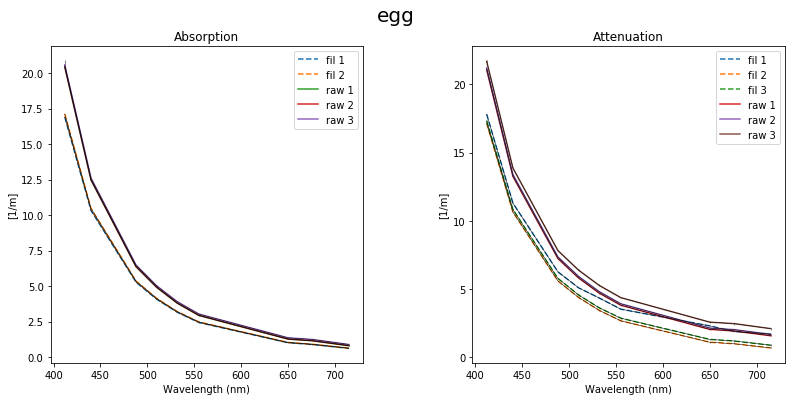 egg
Absorption
fil 1
fil 2
raw 1
raw 2
raw 3
20.0
17.5
15.0
12.5
10.0
7.5
5.0
2.5
0.0
[1/m]
400 450 500 550 600 650 700
Wavelength (nm)
Attenuation
fil 1
fil 2
fil 3
raw 1
raw 2
raw 3
20
15
10
5
0
[1/m]
400 450 500 550 600 650 700
Wavelength (nm)